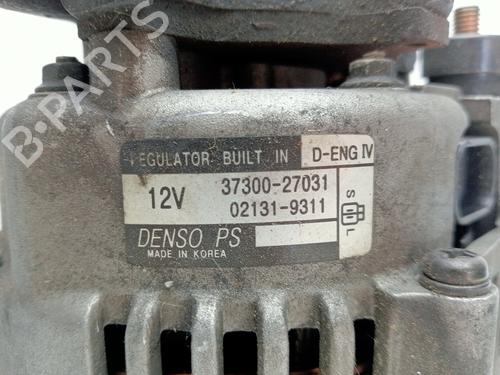 B-PARTS
REGULATOR BUILT IN D-ENG IV
12V 37300-27031
02131-9311
S
L
DENSO PS
MADE IN KOREA